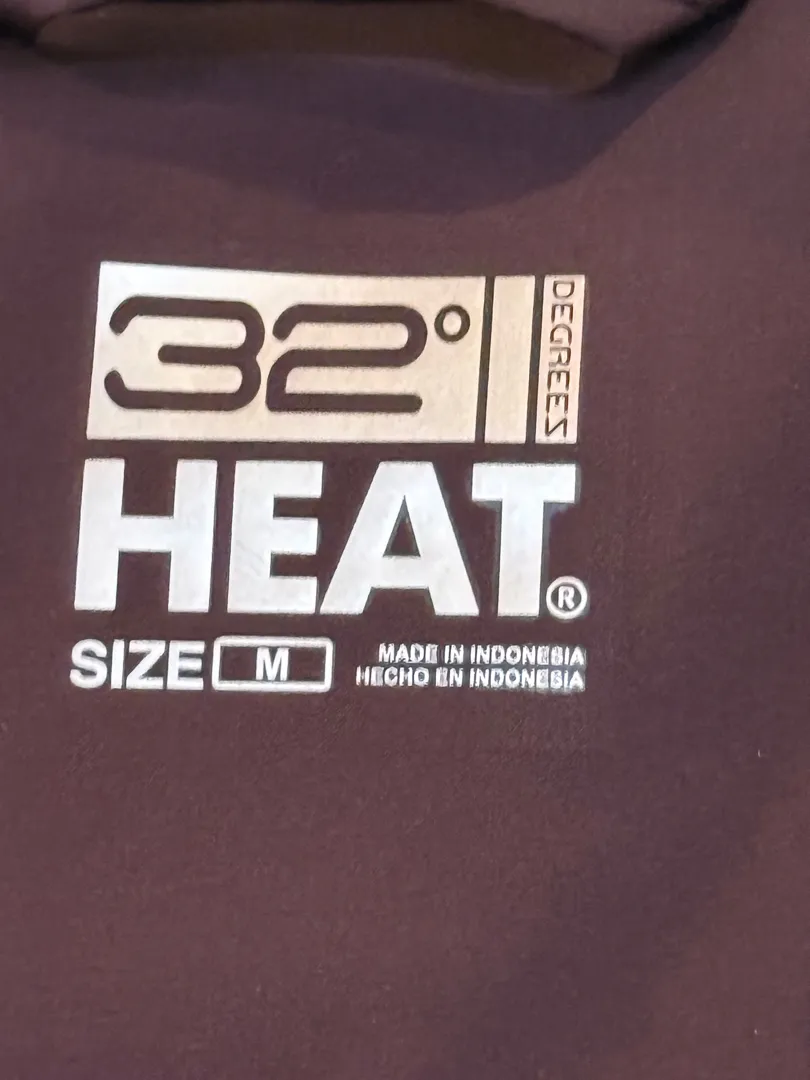 32° DEGREES
HEAT®
SIZE M
MADE IN INDONESIA
HECHO EN INDONESIA